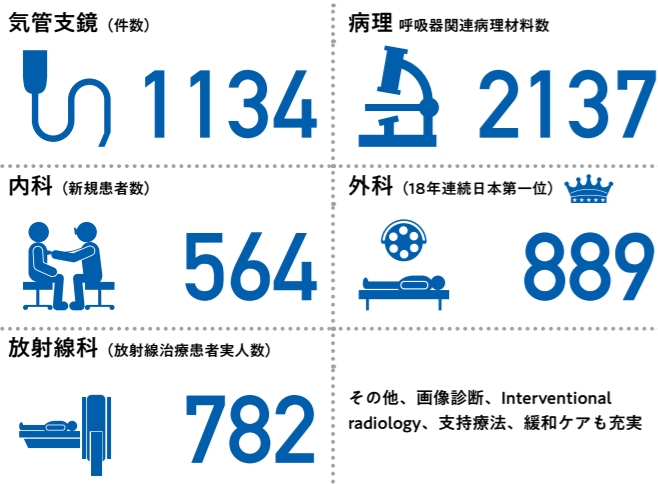 気管支鏡（件数）
1134
病理 呼吸器関連病理材料数
2137
内科（新規患者数）
564
外科（18年連続日本第一位）
889
放射線科（放射線治療患者実人数）
782
その他、画像診断、Interventional
radiology、支持療法、緩和ケアも充実